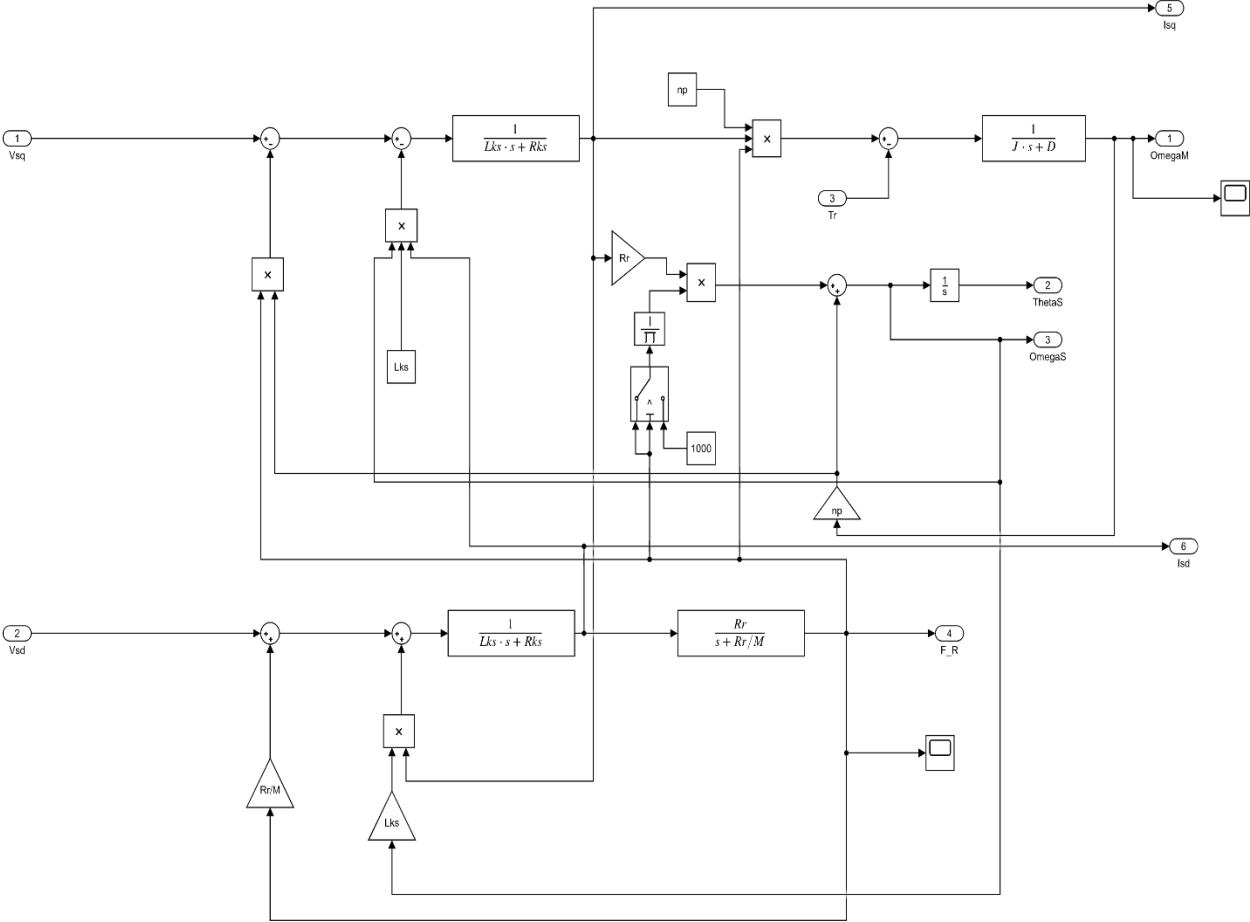 5
Isq
np
1
Vsq
+
-
+
-
1
Lks · s + Rks
×
+
-
1
J · s + D
1
OmegaM
3
Tr
×
Rr
×
×
+
+
1
s
2
ThetaS
3
OmegaS
Lks
1000
np
6
Isd
2
Vsd
+
+
+
+
1
Lks · s + Rks
Rr
s + Rr/M
4
F_R
×
Rr/M
Lks